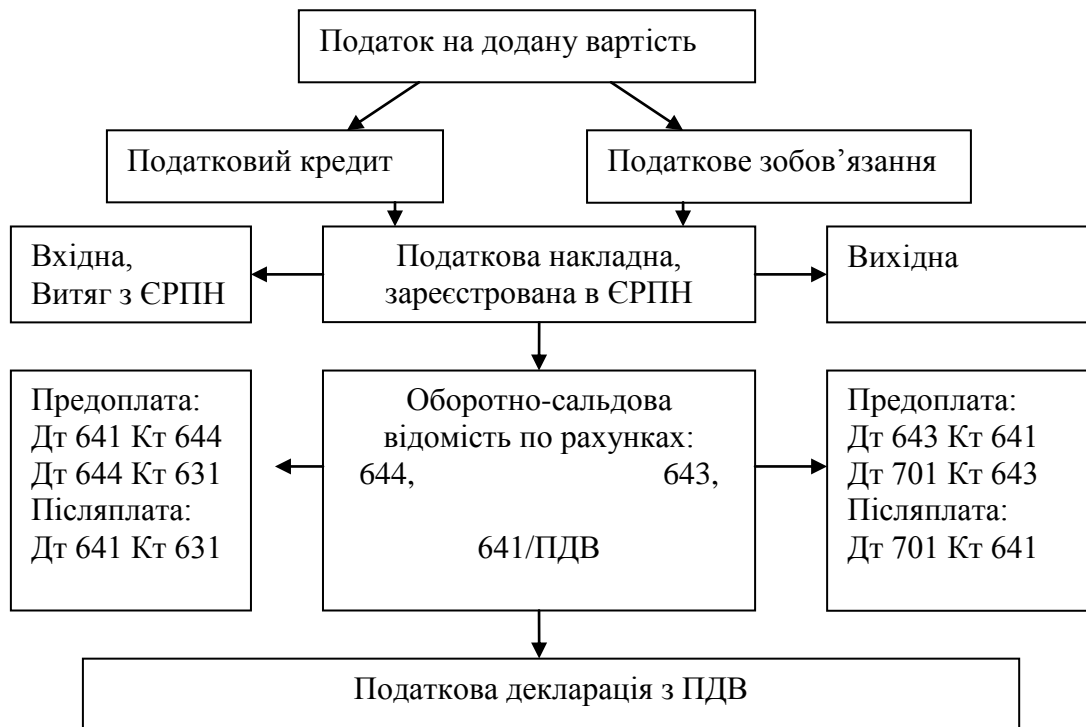 Податок на додану вартість
Податковий кредит
Податкове зобов’язання
Вхідна,
Витяг з ЄРПН
Податкова накладна,
зареєстрована в ЄРПН
Вихідна
Предоплата:
Дт 641 Кт 644
Дт 644 Кт 631
Післяплата:
Дт 641 Кт 631
Оборотно-сальдова
відомість по рахунках:
644, 643,
641/ПДВ
Предоплата:
Дт 643 Кт 641
Дт 701 Кт 643
Післяплата:
Дт 701 Кт 641
Податкова декларація з ПДВ